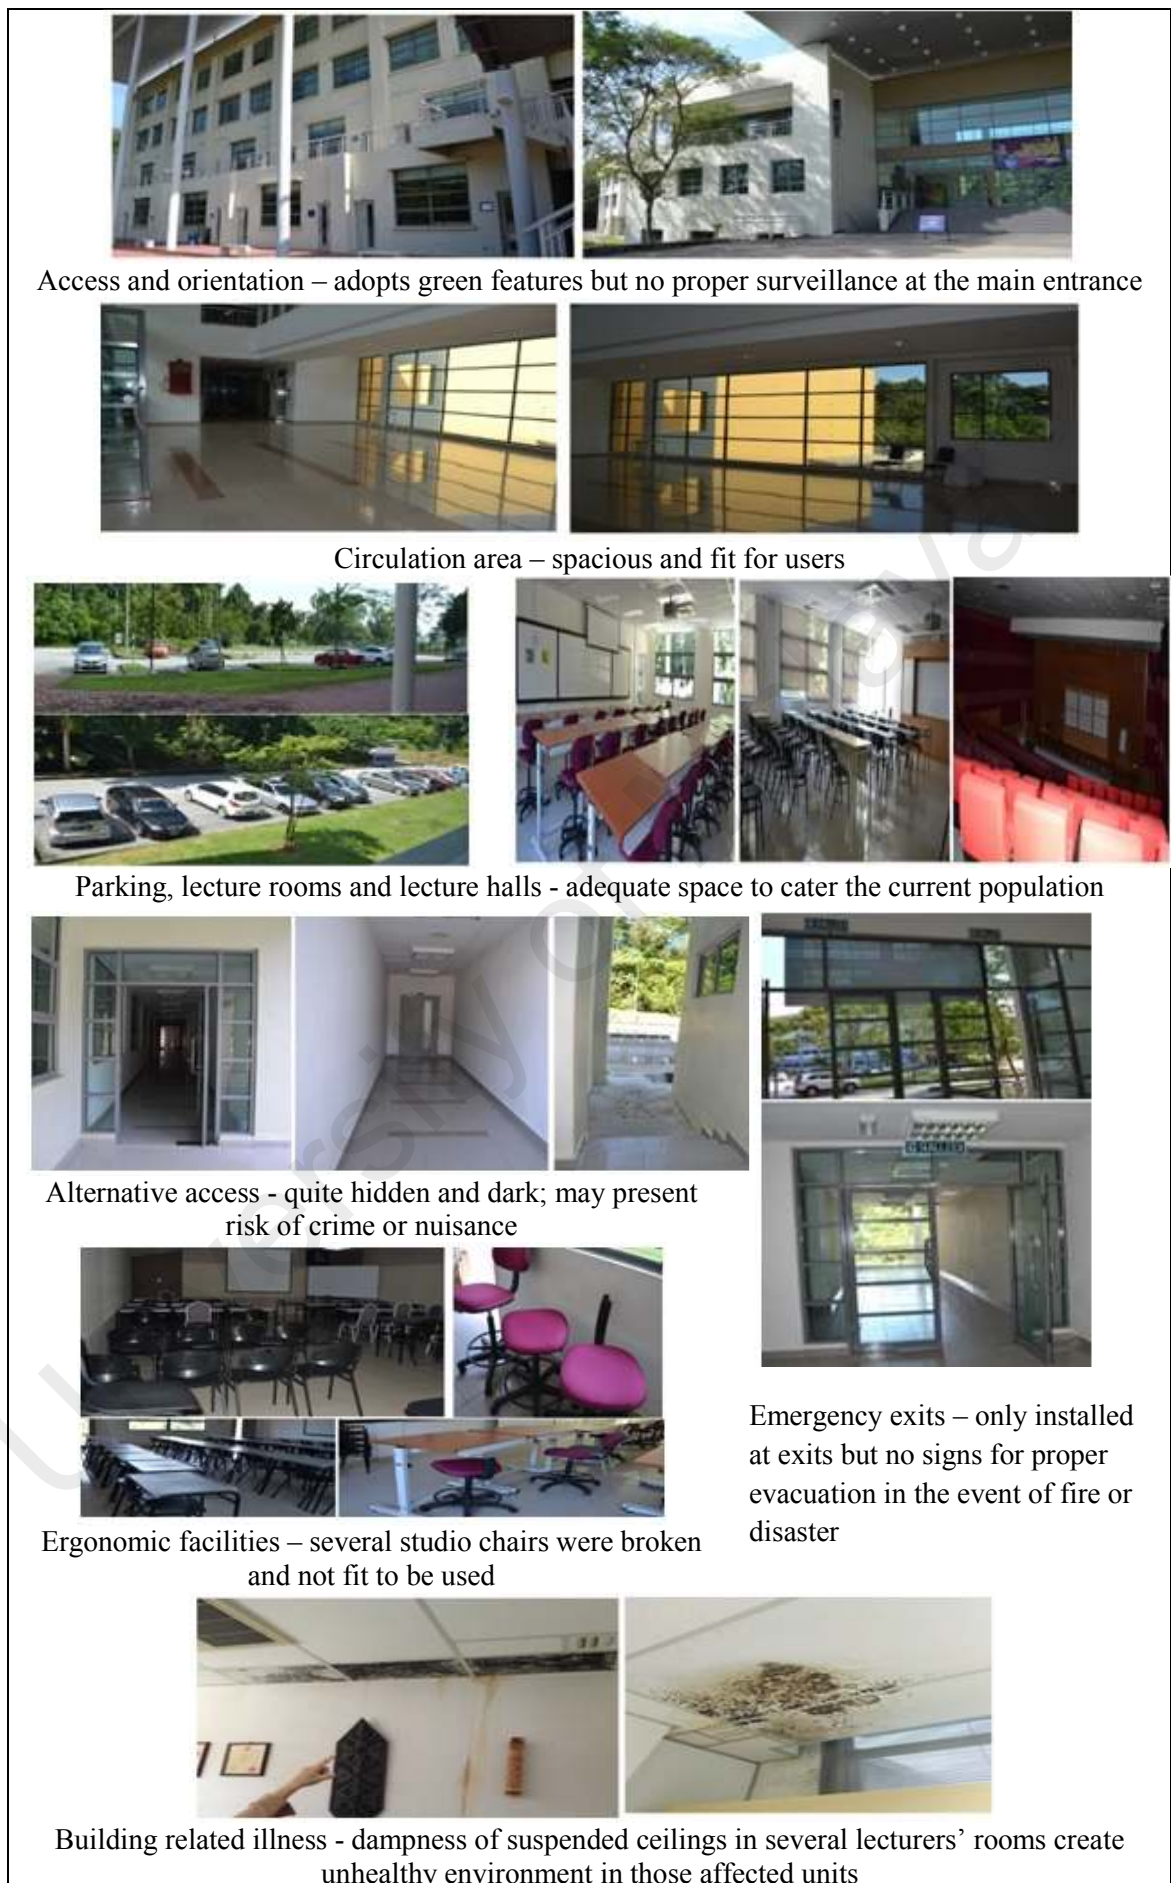 Access and orientation – adopts green features but no proper surveillance at the main entrance
Circulation area – spacious and fit for users
Parking, lecture rooms and lecture halls - adequate space to cater the current population
Alternative access - quite hidden and dark; may present
risk of crime or nuisance
Emergency exits – only installed
at exits but no signs for proper
evacuation in the event of fire or
disaster
Ergonomic facilities – several studio chairs were broken
and not fit to be used
Building related illness - dampness of suspended ceilings in several lecturers’ rooms create
unhealthy environment in those affected units
University of